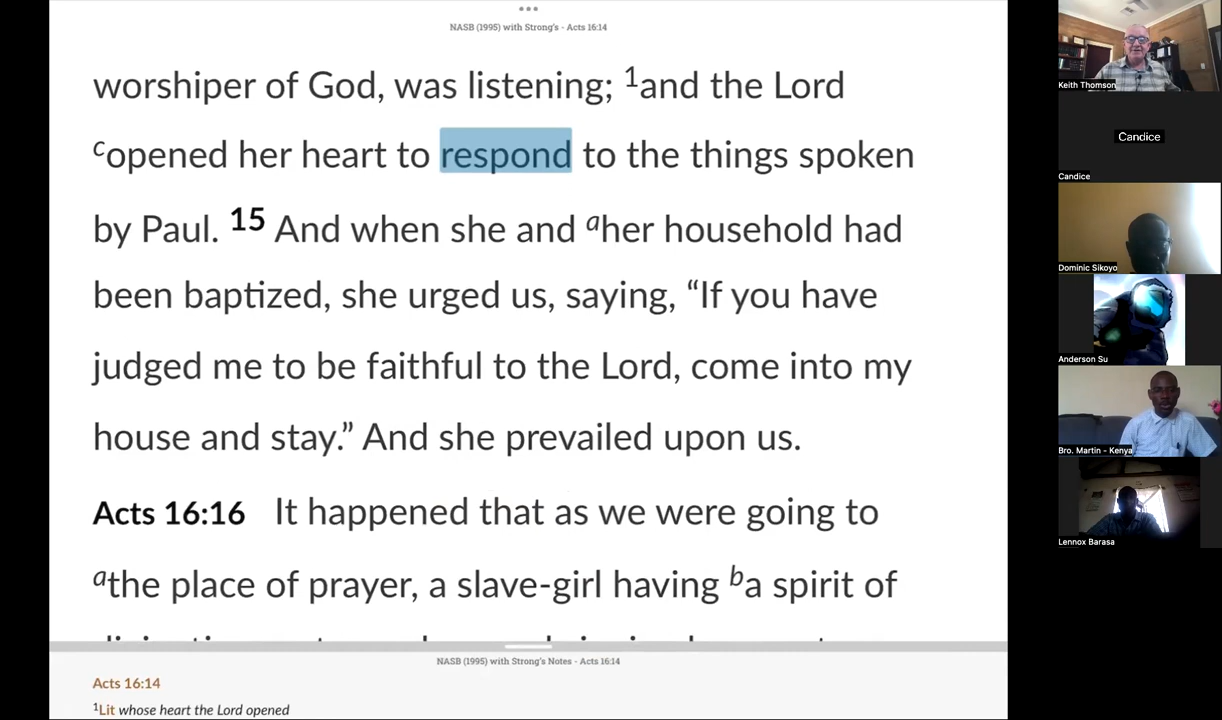 NASB (1995) with Strong's - Acts 16:14
worshiper of God, was listening; 1and the Lord
copened her heart to respond to the things spoken
by Paul. 15 And when she and aher household had
been baptized, she urged us, saying, “If you have
judged me to be faithful to the Lord, come into my
house and stay.” And she prevailed upon us.
Acts 16:16 It happened that as we were going to
athe place of prayer, a slave-girl having ba spirit of
NASB (1995) with Strong's Notes - Acts 16:14
Acts 16:14
1Lit whose heart the Lord opened
Keith Thomson
Candice
Candice
Dominic Sikoyo
Anderson Su
Bro. Martin - Kenya
Lennox Barasa